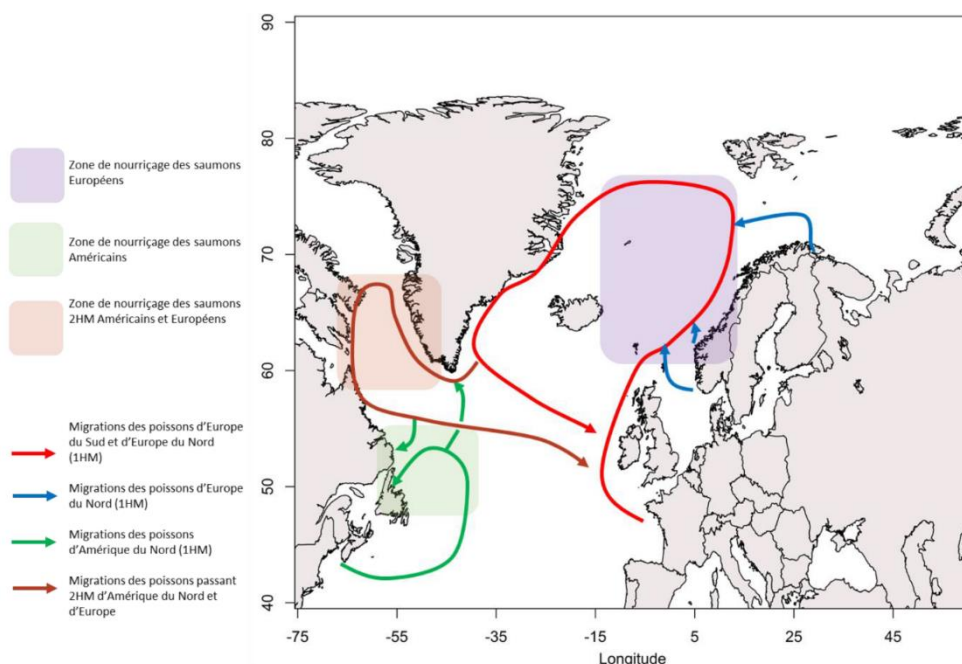 Zone de nourriçage des saumons
Européens
Zone de nourriçage des saumons
Américains
Zone de nourriçage des saumons
2HM Américains et Européens
Migrations des poissons d'Europe
du Sud et d'Europe du Nord
(1HM)
Migrations des poissons d'Europe
du Nord (1HM)
Migrations des poissons
d'Amérique du Nord (1HM)
Migrations des poissons passant
2HM d'Amérique du Nord et
d'Europe
90
80
70
60
50
40
-75 -55 -35 -15 5 25 45
Longitude